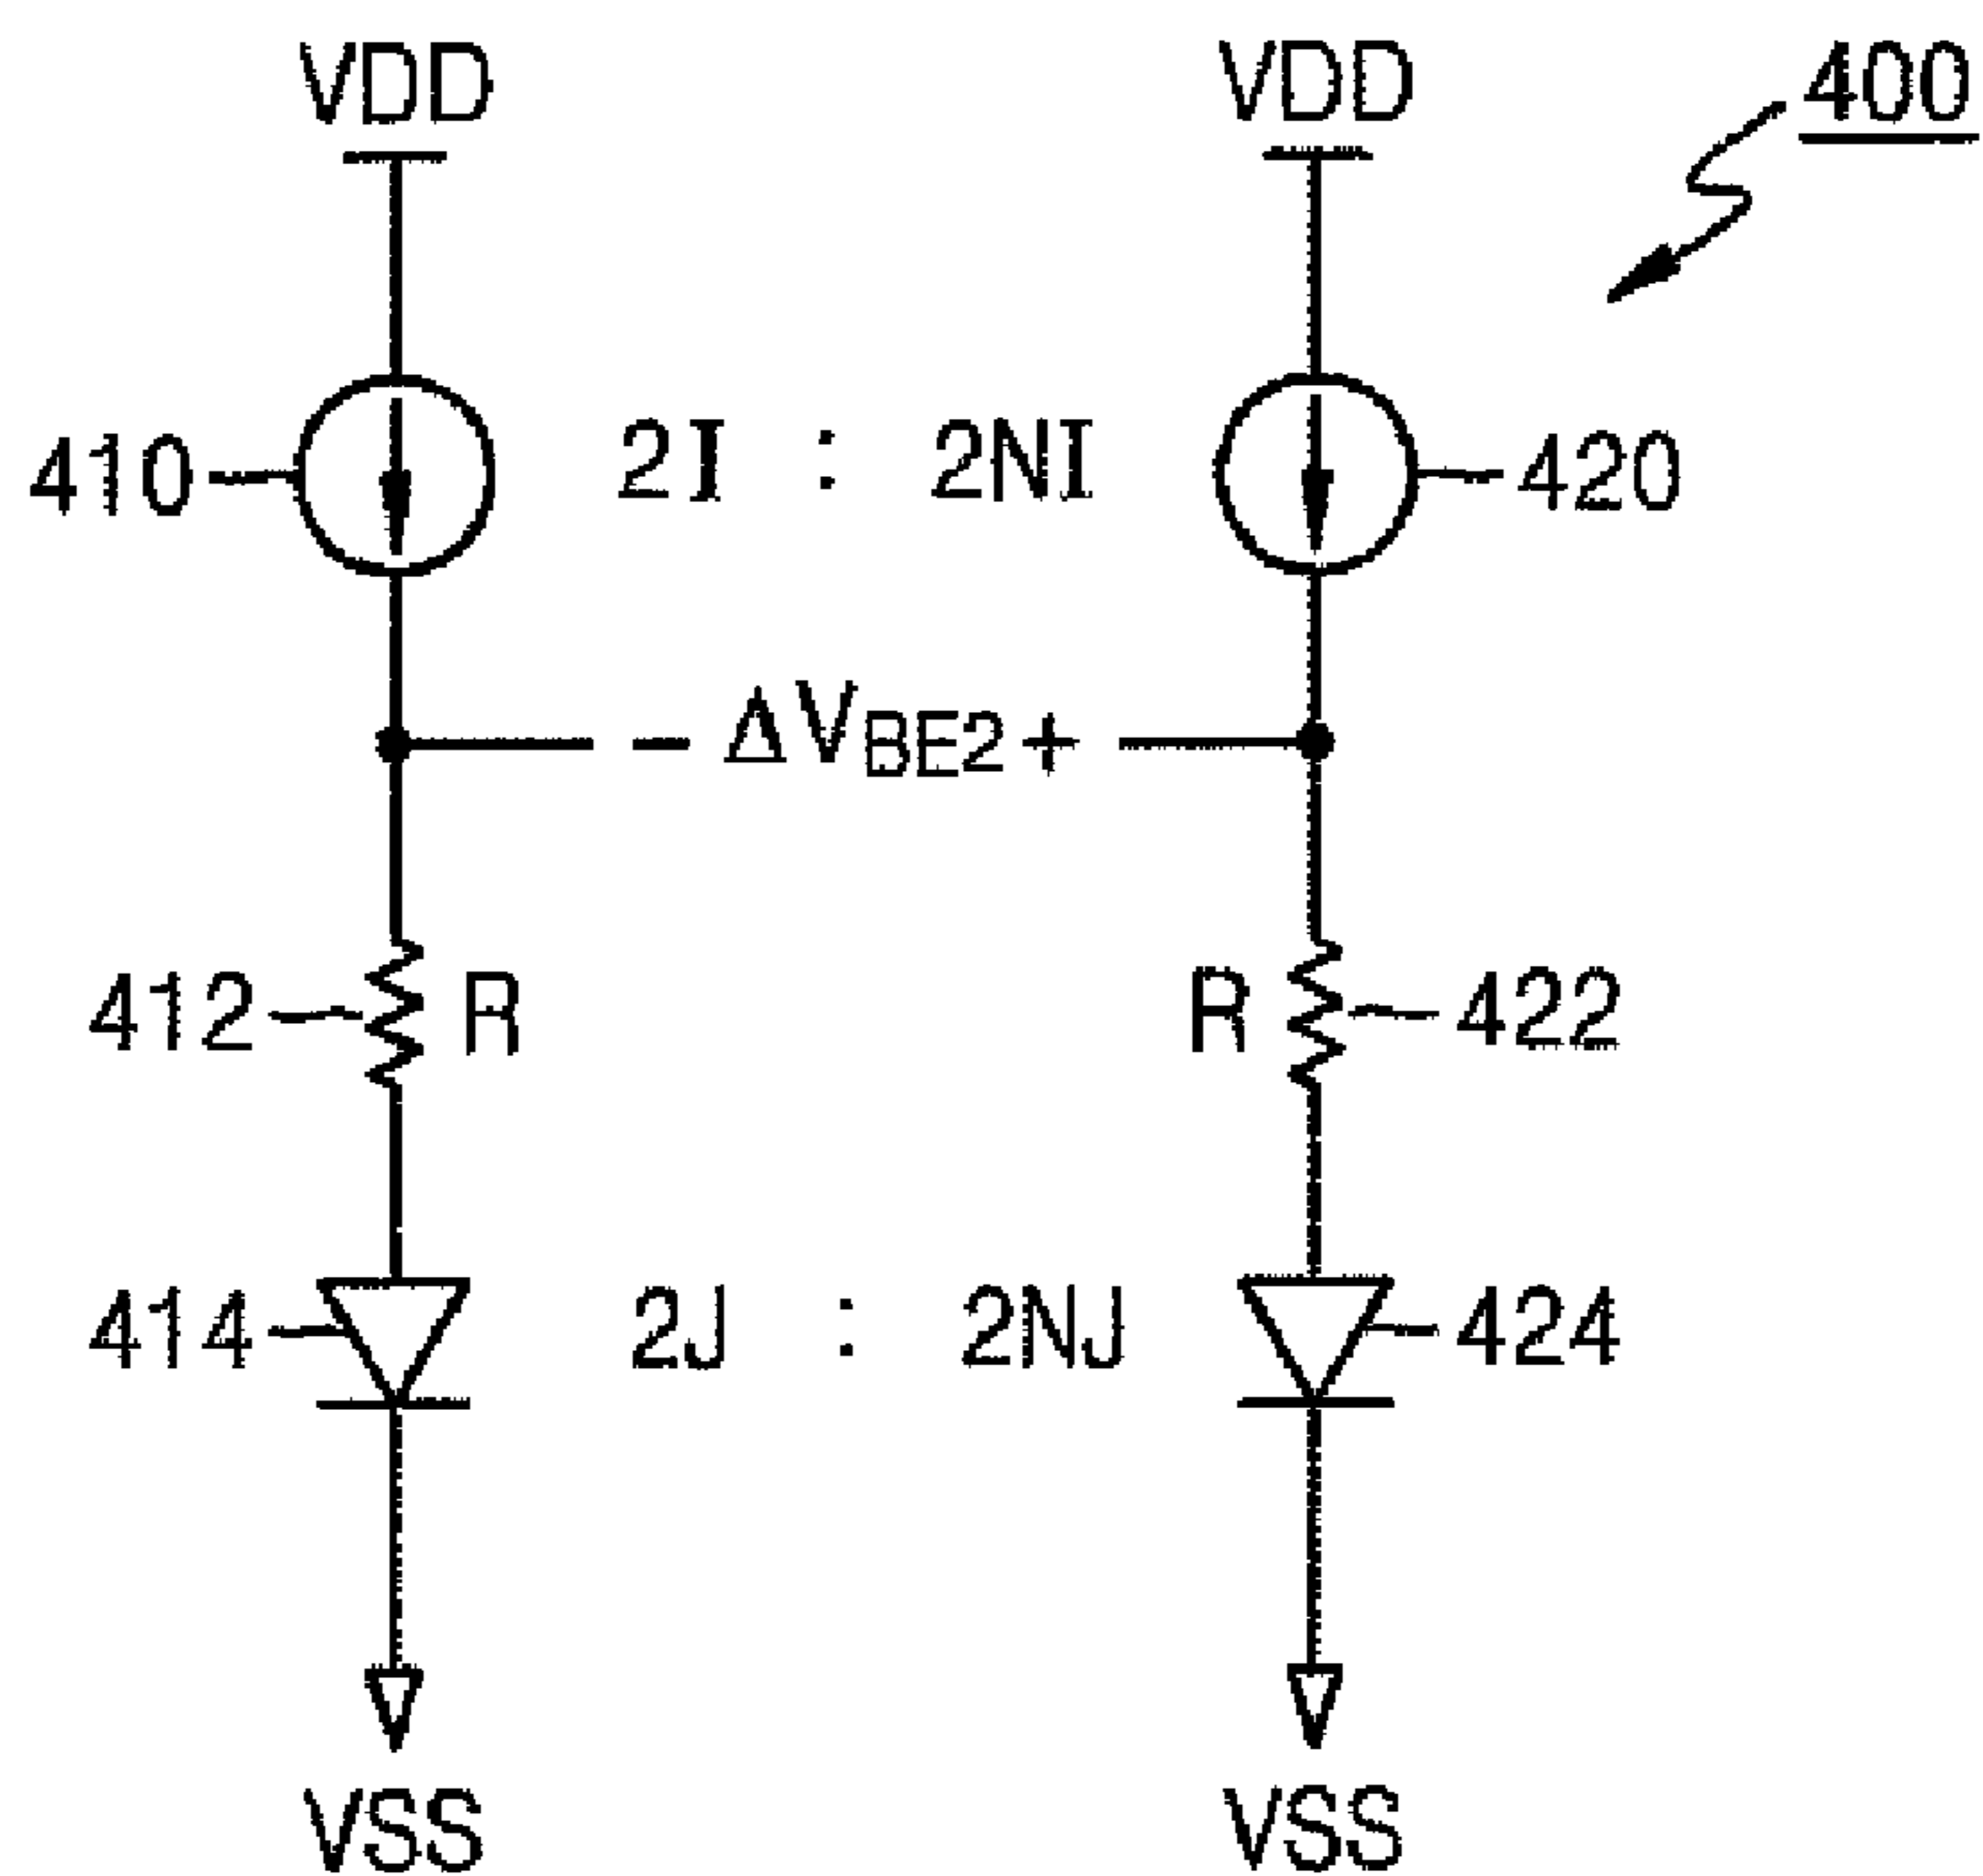 VDD VDD 400
410 2I : 2NI 420
- ΔVBE2 +
412 R R 422
414 2J : 2NJ 424
VSS VSS